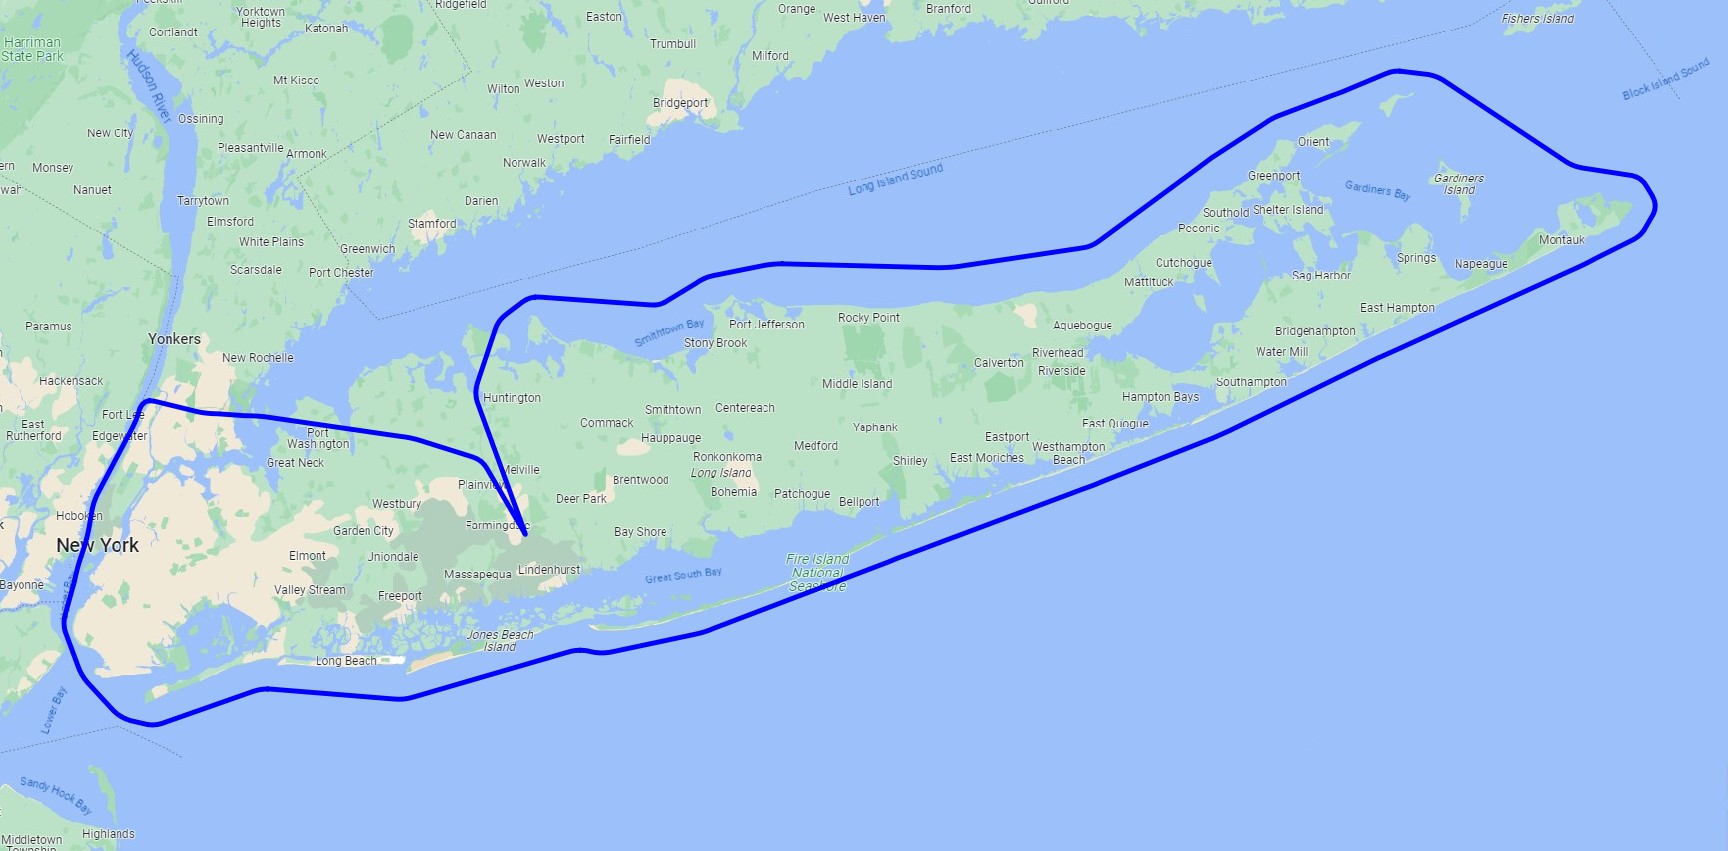 Ridgefield
Orange
Easton
West Haven
Branford
Yorktown
Heights
Fishers Island
Cortlandt
Katonah
Harriman
State Park
Trumbull
Milford
Hudson River
Mt Kisco
Weston
Wilton
Block Island Sound
Bridgeport
Ossining
New City
New Canaan
Westport
Fairfield
Orient
Pleasantville
Armonk
Norwalk
Monsey
Long Island Sound
Greenport
Gardiners
Island
Gardiners Bay
Nanuet
Tarrytown
Darien
Southold
Shelter Island
Elmsford
Stamford
Peconic
White Plains
Greenwich
Montauk
Scarsdale
Port Chester
Cutchogue
Springs
Napeague
Sag Harbor
Mattituck
East Hampton
Paramus
Smithtown Bay
Port Jefferson
Rocky Point
Aquebogue
Bridgehampton
Yonkers
Stony Brook
New Rochelle
Riverhead
Water Mill
Calverton
Riverside
Hackensack
Middle Island
Southampton
Huntington
Hampton Bays
Fort Lee
Smithtown
Centereach
East
Rutherford
Edgewater
Port
Washington
Commack
Hauppauge
Yaphank
East Quogue
Eastport
Westhampton
Beach
Medford
Great Neck
Melville
Ronkonkoma
Long Island
Shirley
East Moriches
Plainview
Brentwood
Bohemia
Deer Park
Patchogue
Bellport
Westbury
Hoboken
Farmingdale
Garden City
Bay Shore
New York
Elmont
Uniondale
Fire Island
National
Seashore
Bayonne
Massapequa
Lindenhurst
Great South Bay
Valley Stream
Freeport
Jones Beach
Island
Long Beach
Lower Bay
Sandy Hook Bay
Highlands
Middletown
Township